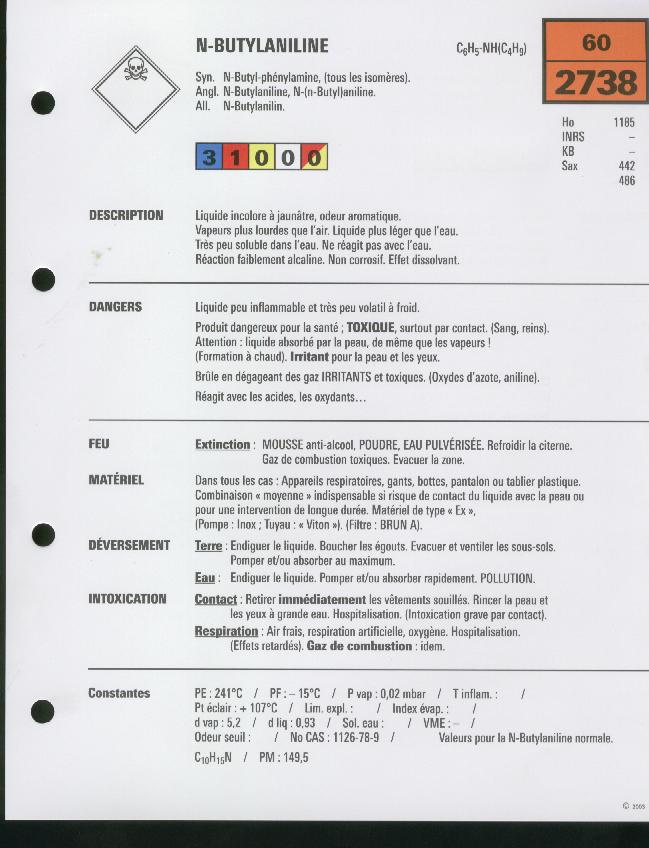 N-BUTYLANILINE
C₆H₅-NH(C₄H₉)
60
2738
Syn. N-Butyl-phénylamine, (tous les isomères).
Angl. N-Butylaniline, N-(n-Butyl)aniline.
All. N-Butylanilin.
Ho 1185
INRS –
KB –
Sax 442
486
3 1 0 0 0
DESCRIPTION Liquide incolore à jaunâtre, odeur aromatique.
Vapeurs plus lourdes que l'air. Liquide plus léger que l'eau.
Très peu soluble dans l'eau. Ne réagit pas avec l'eau.
Réaction faiblement alcaline. Non corrosif. Effet dissolvant.
DANGERS Liquide peu inflammable et très peu volatil à froid.
Produit dangereux pour la santé ; TOXIQUE, surtout par contact. (Sang, reins).
Attention : liquide absorbé par la peau, de même que les vapeurs !
(Formation à chaud). Irritant pour la peau et les yeux.
Brûle en dégageant des gaz IRRITANTS et toxiques. (Oxydes d'azote, aniline).
Réagit avec les acides, les oxydants...
FEU Extinction : MOUSSE anti-alcool, POUDRE, EAU PULVÉRISÉE. Refroidir la citerne.
Gaz de combustion toxiques. Evacuer la zone.
MATÉRIEL Dans tous les cas : Appareils respiratoires, gants, bottes, pantalon ou tablier plastique.
Combinaison « moyenne » indispensable si risque de contact du liquide avec la peau ou
pour une intervention de longue durée. Matériel de type « Ex ».
(Pompe : Inox ; Tuyau : « Viton »). (Filtre : BRUN A).
DÉVERSEMENT Terre : Endiguer le liquide. Boucher les égouts. Evacuer et ventiler les sous-sols.
Pomper et/ou absorber au maximum.
Eau : Endiguer le liquide. Pomper et/ou absorber rapidement. POLLUTION.
INTOXICATION Contact : Retirer immédiatement les vêtements souillés. Rincer la peau et
les yeux à grande eau. Hospitalisation. (Intoxication grave par contact).
Respiration : Air frais, respiration artificielle, oxygène. Hospitalisation.
(Effets retardés). Gaz de combustion : idem.
Constantes PE : 241°C / PF : – 15°C / P vap : 0,02 mbar / T inflam. : /
Pt éclair : + 107°C / Lim. expl. : / Index évap. : /
d vap : 5,2 / d liq : 0,93 / Sol. eau : / VME : – /
Odeur seuil : / No CAS : 1126-78-9 / Valeurs pour la N-Butylaniline normale.
C₁₀H₁₅N / PM : 149,5
© 2003